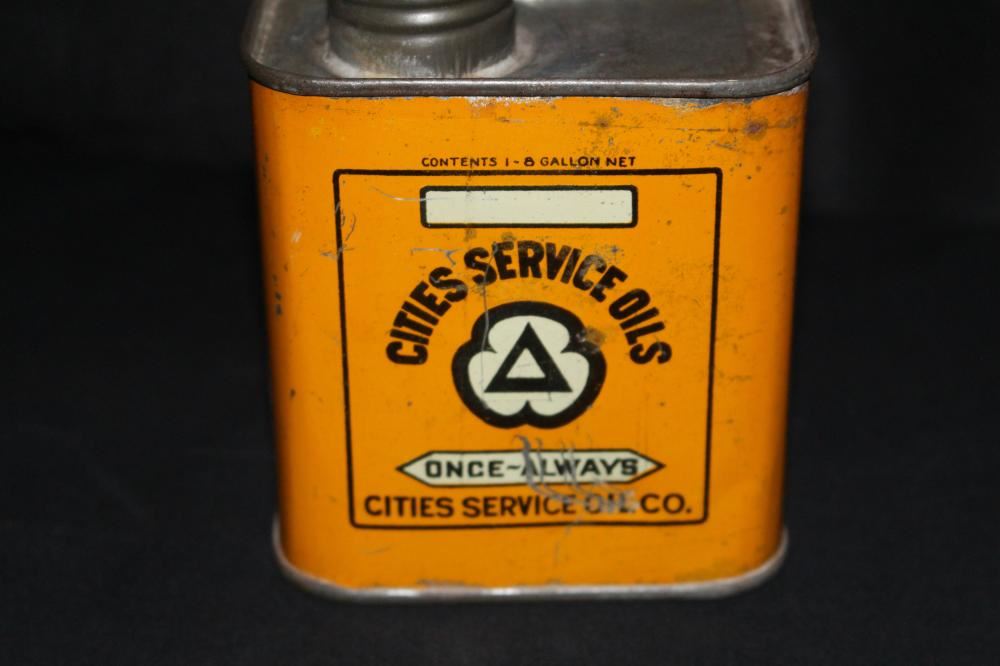 CONTENTS 1-8 GALLON NET
CITIES SERVICE OILS
ONCE~ALWAYS
CITIES SERVICE OIL CO.